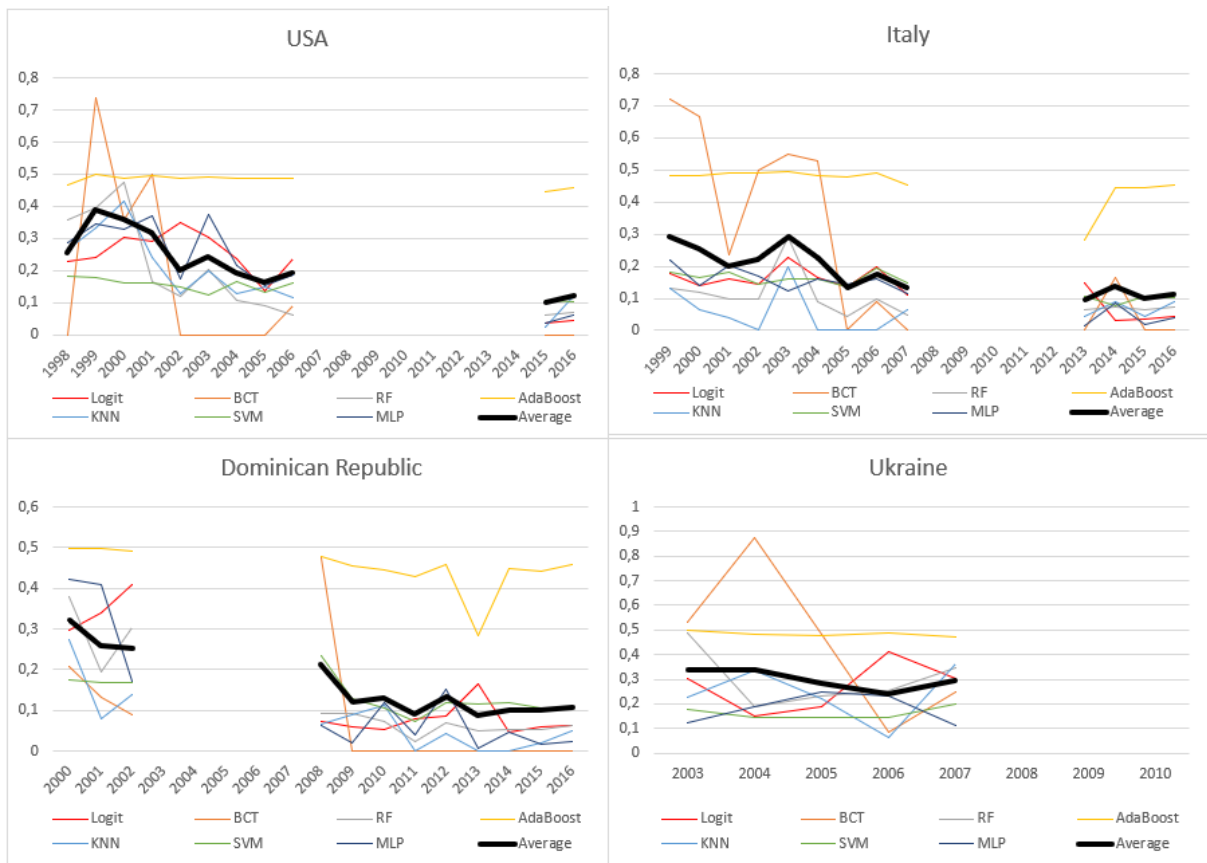 USA
0,8
0,7
0,6
0,5
0,4
0,3
0,2
0,1
0
1998 1999 2000 2001 2002 2003 2004 2005 2006 2007 2008 2009 2010 2011 2012 2013 2014 2015 2016
Logit BCT RF AdaBoost
KNN SVM MLP Average
Italy
0,8
0,7
0,6
0,5
0,4
0,3
0,2
0,1
0
1999 2000 2001 2002 2003 2004 2005 2006 2007 2008 2009 2010 2011 2012 2013 2014 2015 2016
Logit BCT RF AdaBoost
KNN SVM MLP Average
Dominican Republic
0,6
0,5
0,4
0,3
0,2
0,1
0
2000 2001 2002 2003 2004 2005 2006 2007 2008 2009 2010 2011 2012 2013 2014 2015 2016
Logit BCT RF AdaBoost
KNN SVM MLP Average
Ukraine
1
0,9
0,8
0,7
0,6
0,5
0,4
0,3
0,2
0,1
0
2003 2004 2005 2006 2007 2008 2009 2010
Logit BCT RF AdaBoost
KNN SVM MLP Average